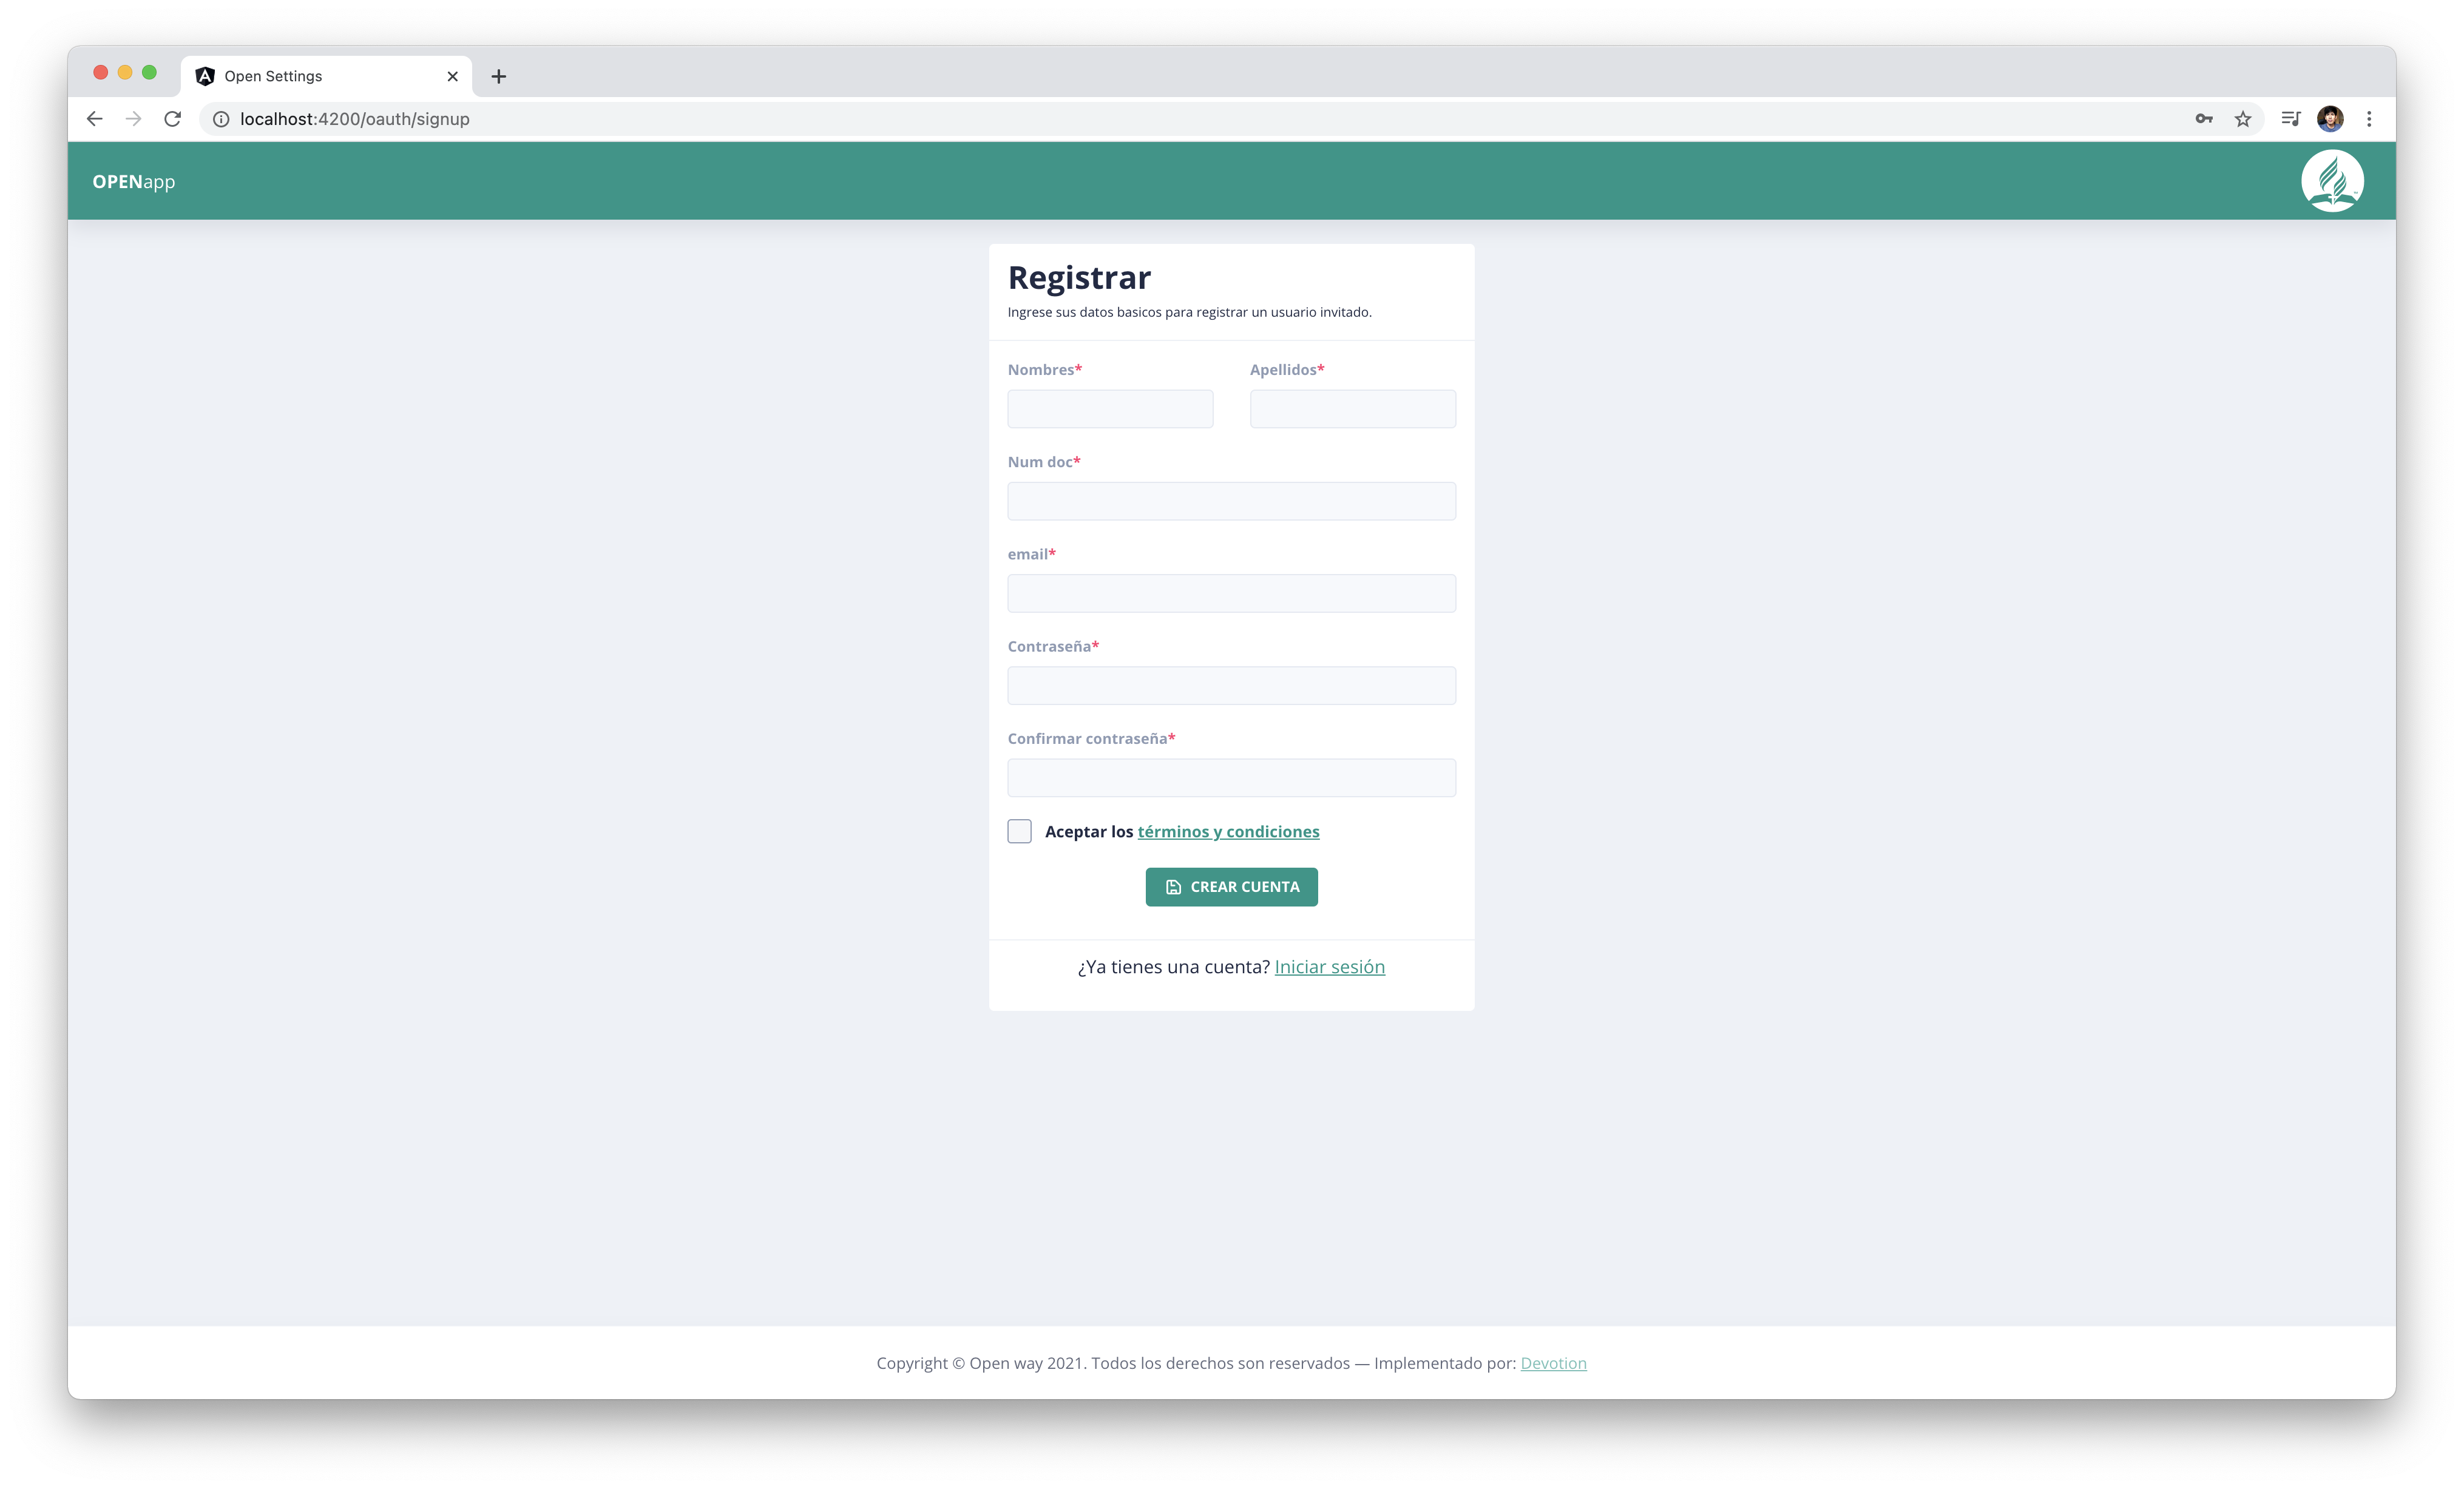 Open Settings
localhost:4200/oauth/signup
OPENapp
Registrar
Ingrese sus datos basicos para registrar un usuario invitado.
Nombres* Apellidos*
Num doc*
email*
Contraseña*
Confirmar contraseña*
Aceptar los términos y condiciones
CREAR CUENTA
¿Ya tienes una cuenta? Iniciar sesión
Copyright © Open way 2021. Todos los derechos son reservados — Implementado por: Devotion